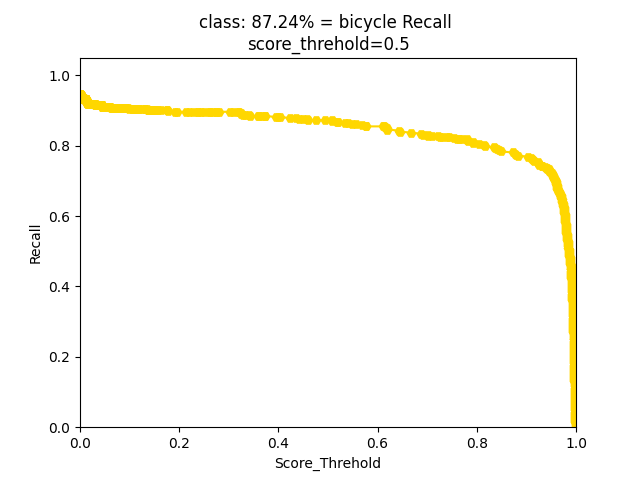 class: 87.24% = bicycle Recall
score_threhold=0.5
1.0
0.8
0.6
0.4
0.2
0.0
Recall
0.0 0.2 0.4 0.6 0.8 1.0
Score_Threhold